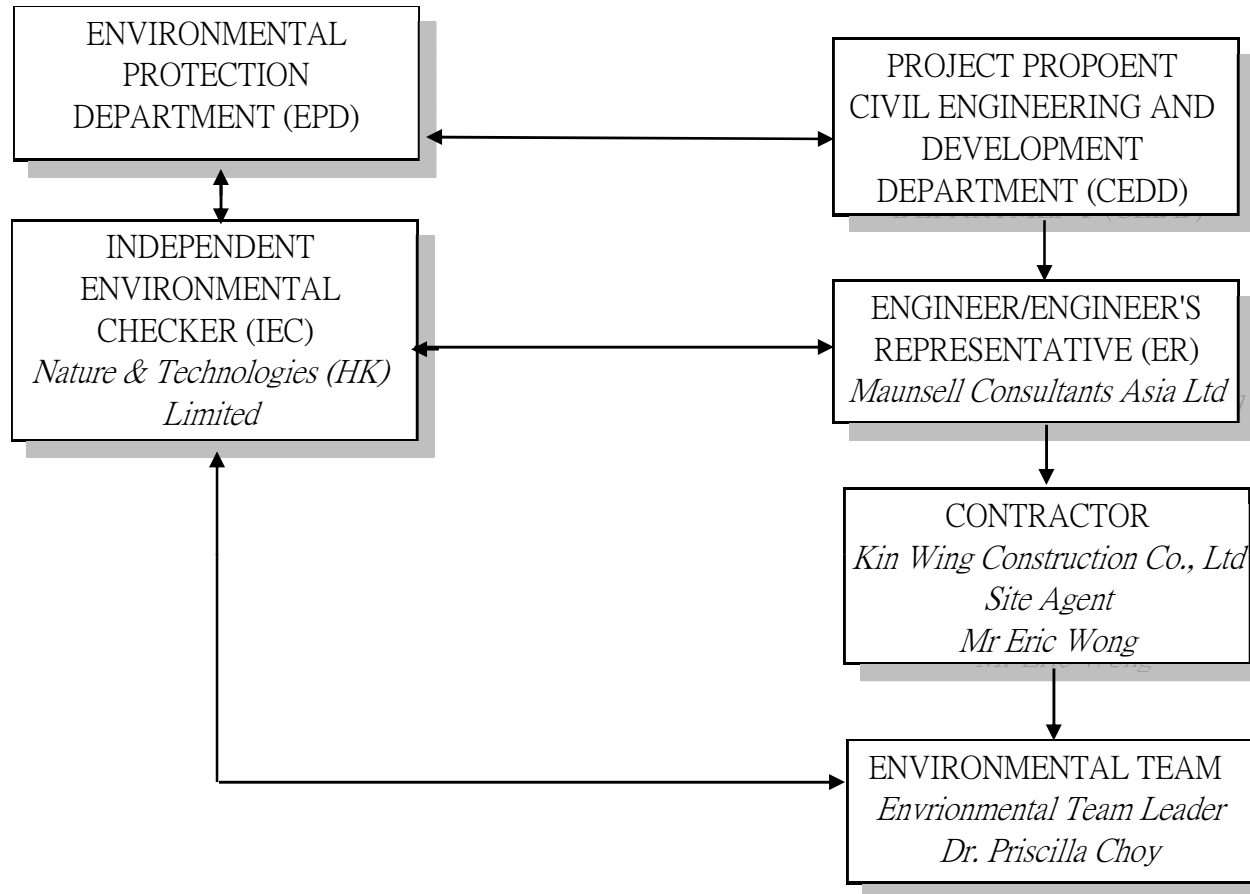 ENVIRONMENTAL
PROTECTION
DEPARTMENT (EPD)
PROJECT PROPOENT
CIVIL ENGINEERING AND
DEVELOPMENT
DEPARTMENT (CEDD)
INDEPENDENT
ENVIRONMENTAL
CHECKER (IEC)
Nature & Technologies (HK)
Limited
ENGINEER/ENGINEER'S
REPRESENTATIVE (ER)
Maunsell Consultants Asia Ltd
CONTRACTOR
Kin Wing Construction Co., Ltd
Site Agent
Mr Eric Wong
ENVIRONMENTAL TEAM
Envrionmental Team Leader
Dr. Priscilla Choy